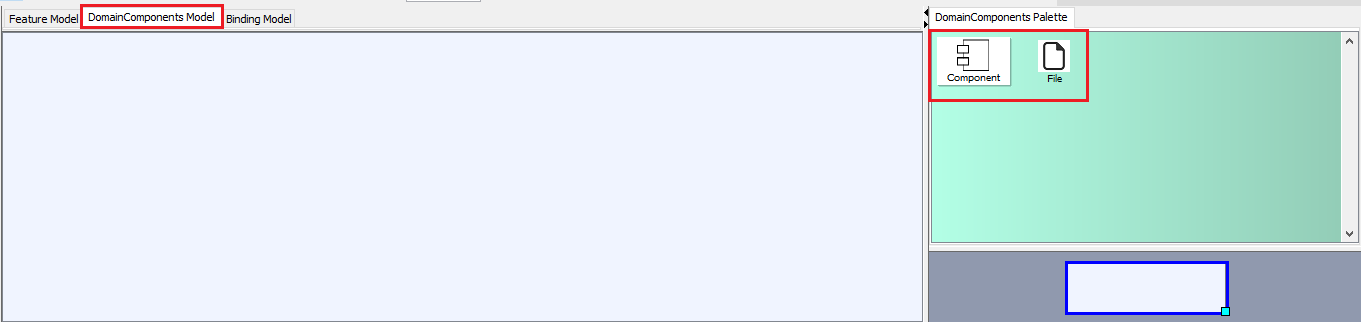 Feature Model DomainComponents Model Binding Model
DomainComponents Palette
Component
File